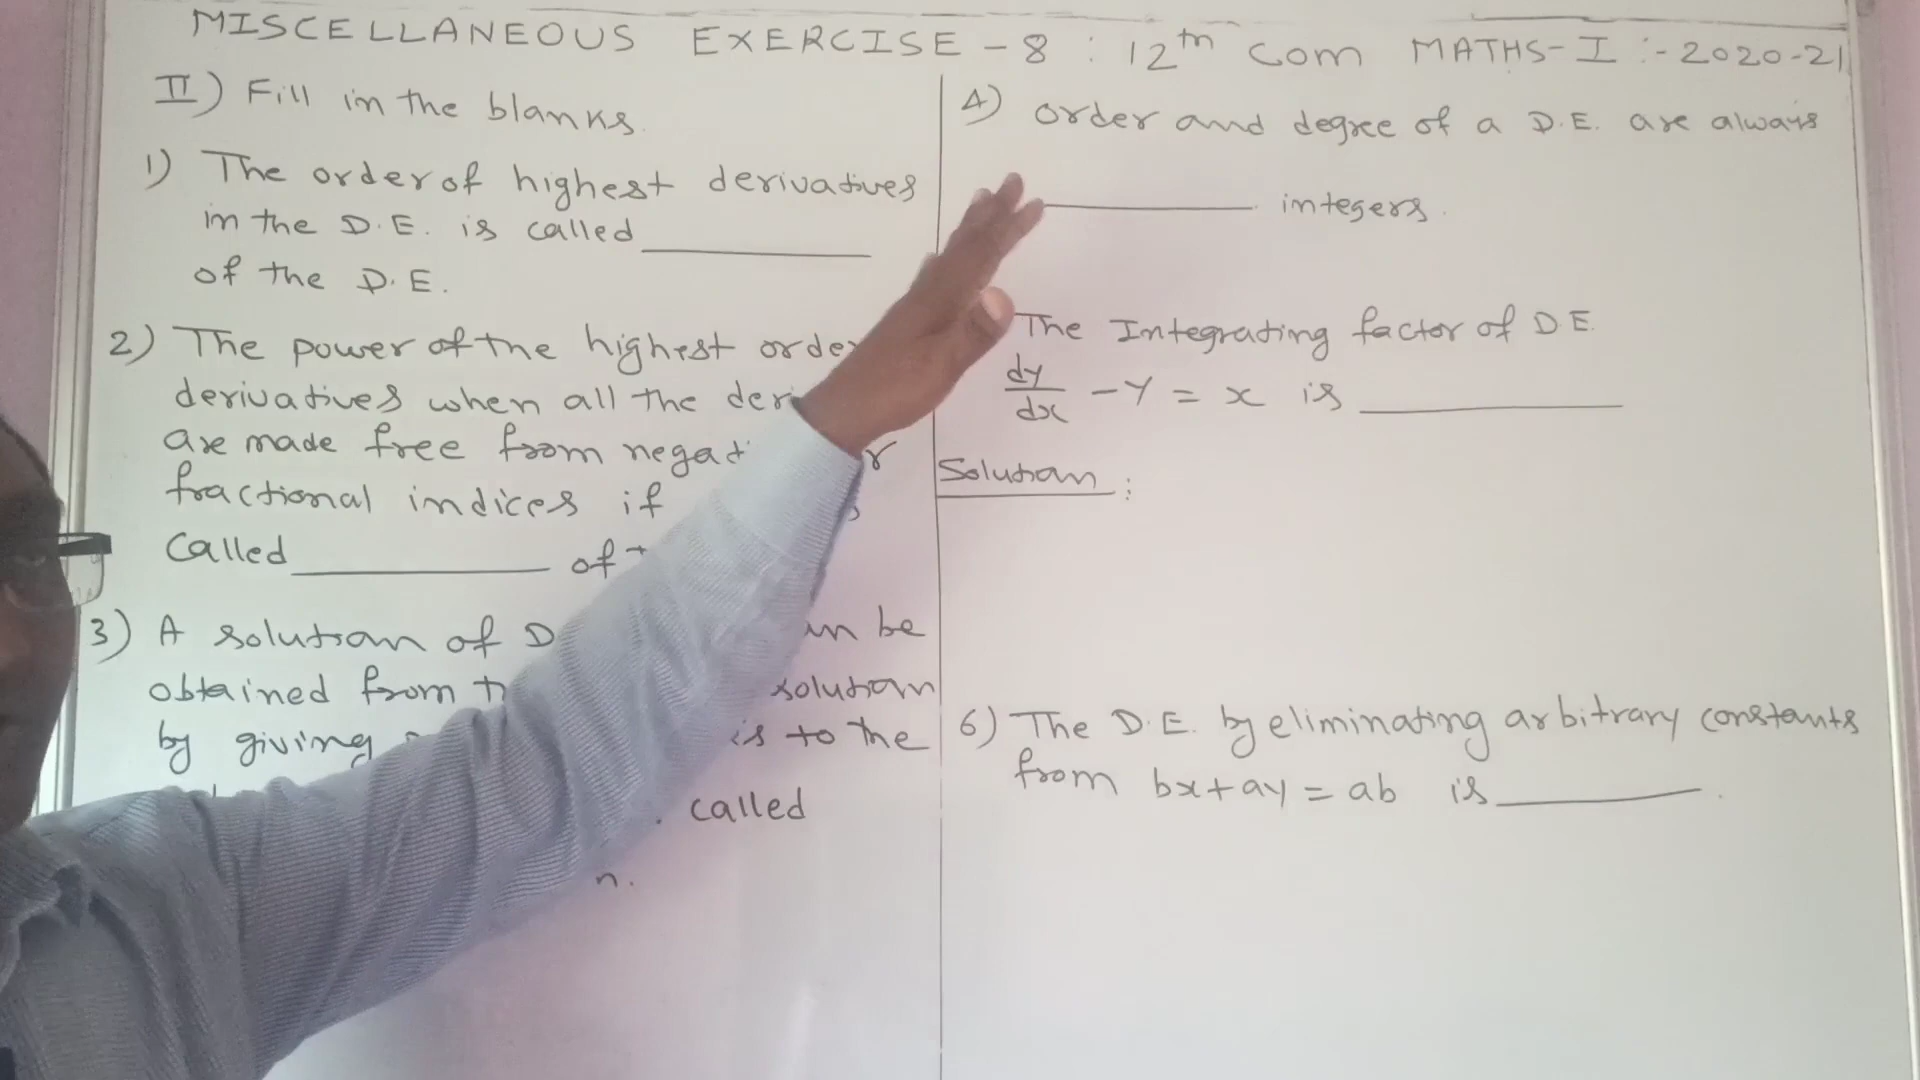 MISCELLANEOUS EXERCISE - 8 : 12th com MATHS-I :- 2020-21
II) Fill in the blanks.
1) The order of highest derivatives
in the D.E. is called ________
of the D.E.
2) The power of the highest
derivatives when all the
are made free from
fractional indices if
called ________ of
3) A solution of be
obtained from solution
by giving to the
called
4) order and degree of a D.E. are always
________ integers.
The Integrating factor of D.E.
dy/dx - y = x is ________
Solution :
6) The D.E. by eliminating arbitrary constants
from bx + ay = ab is ________.